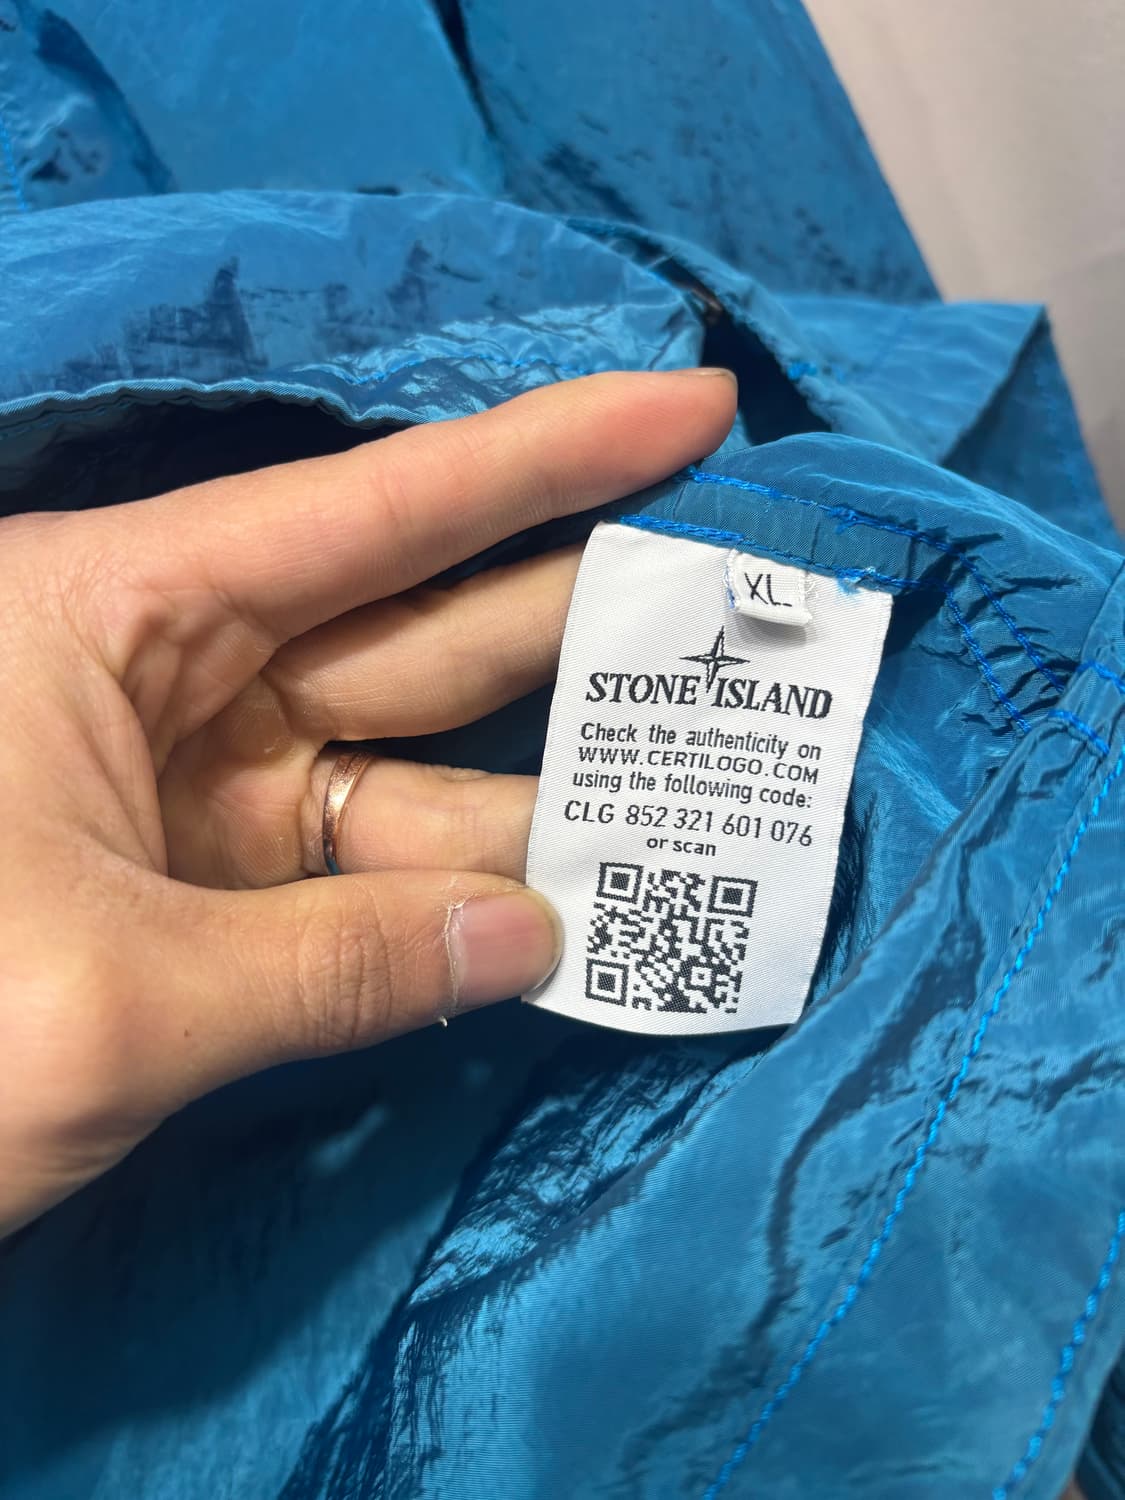 XL
STONE ISLAND
Check the authenticity on
WWW.CERTILOGO.COM
using the following code:
CLG 852 321 601 076
or scan